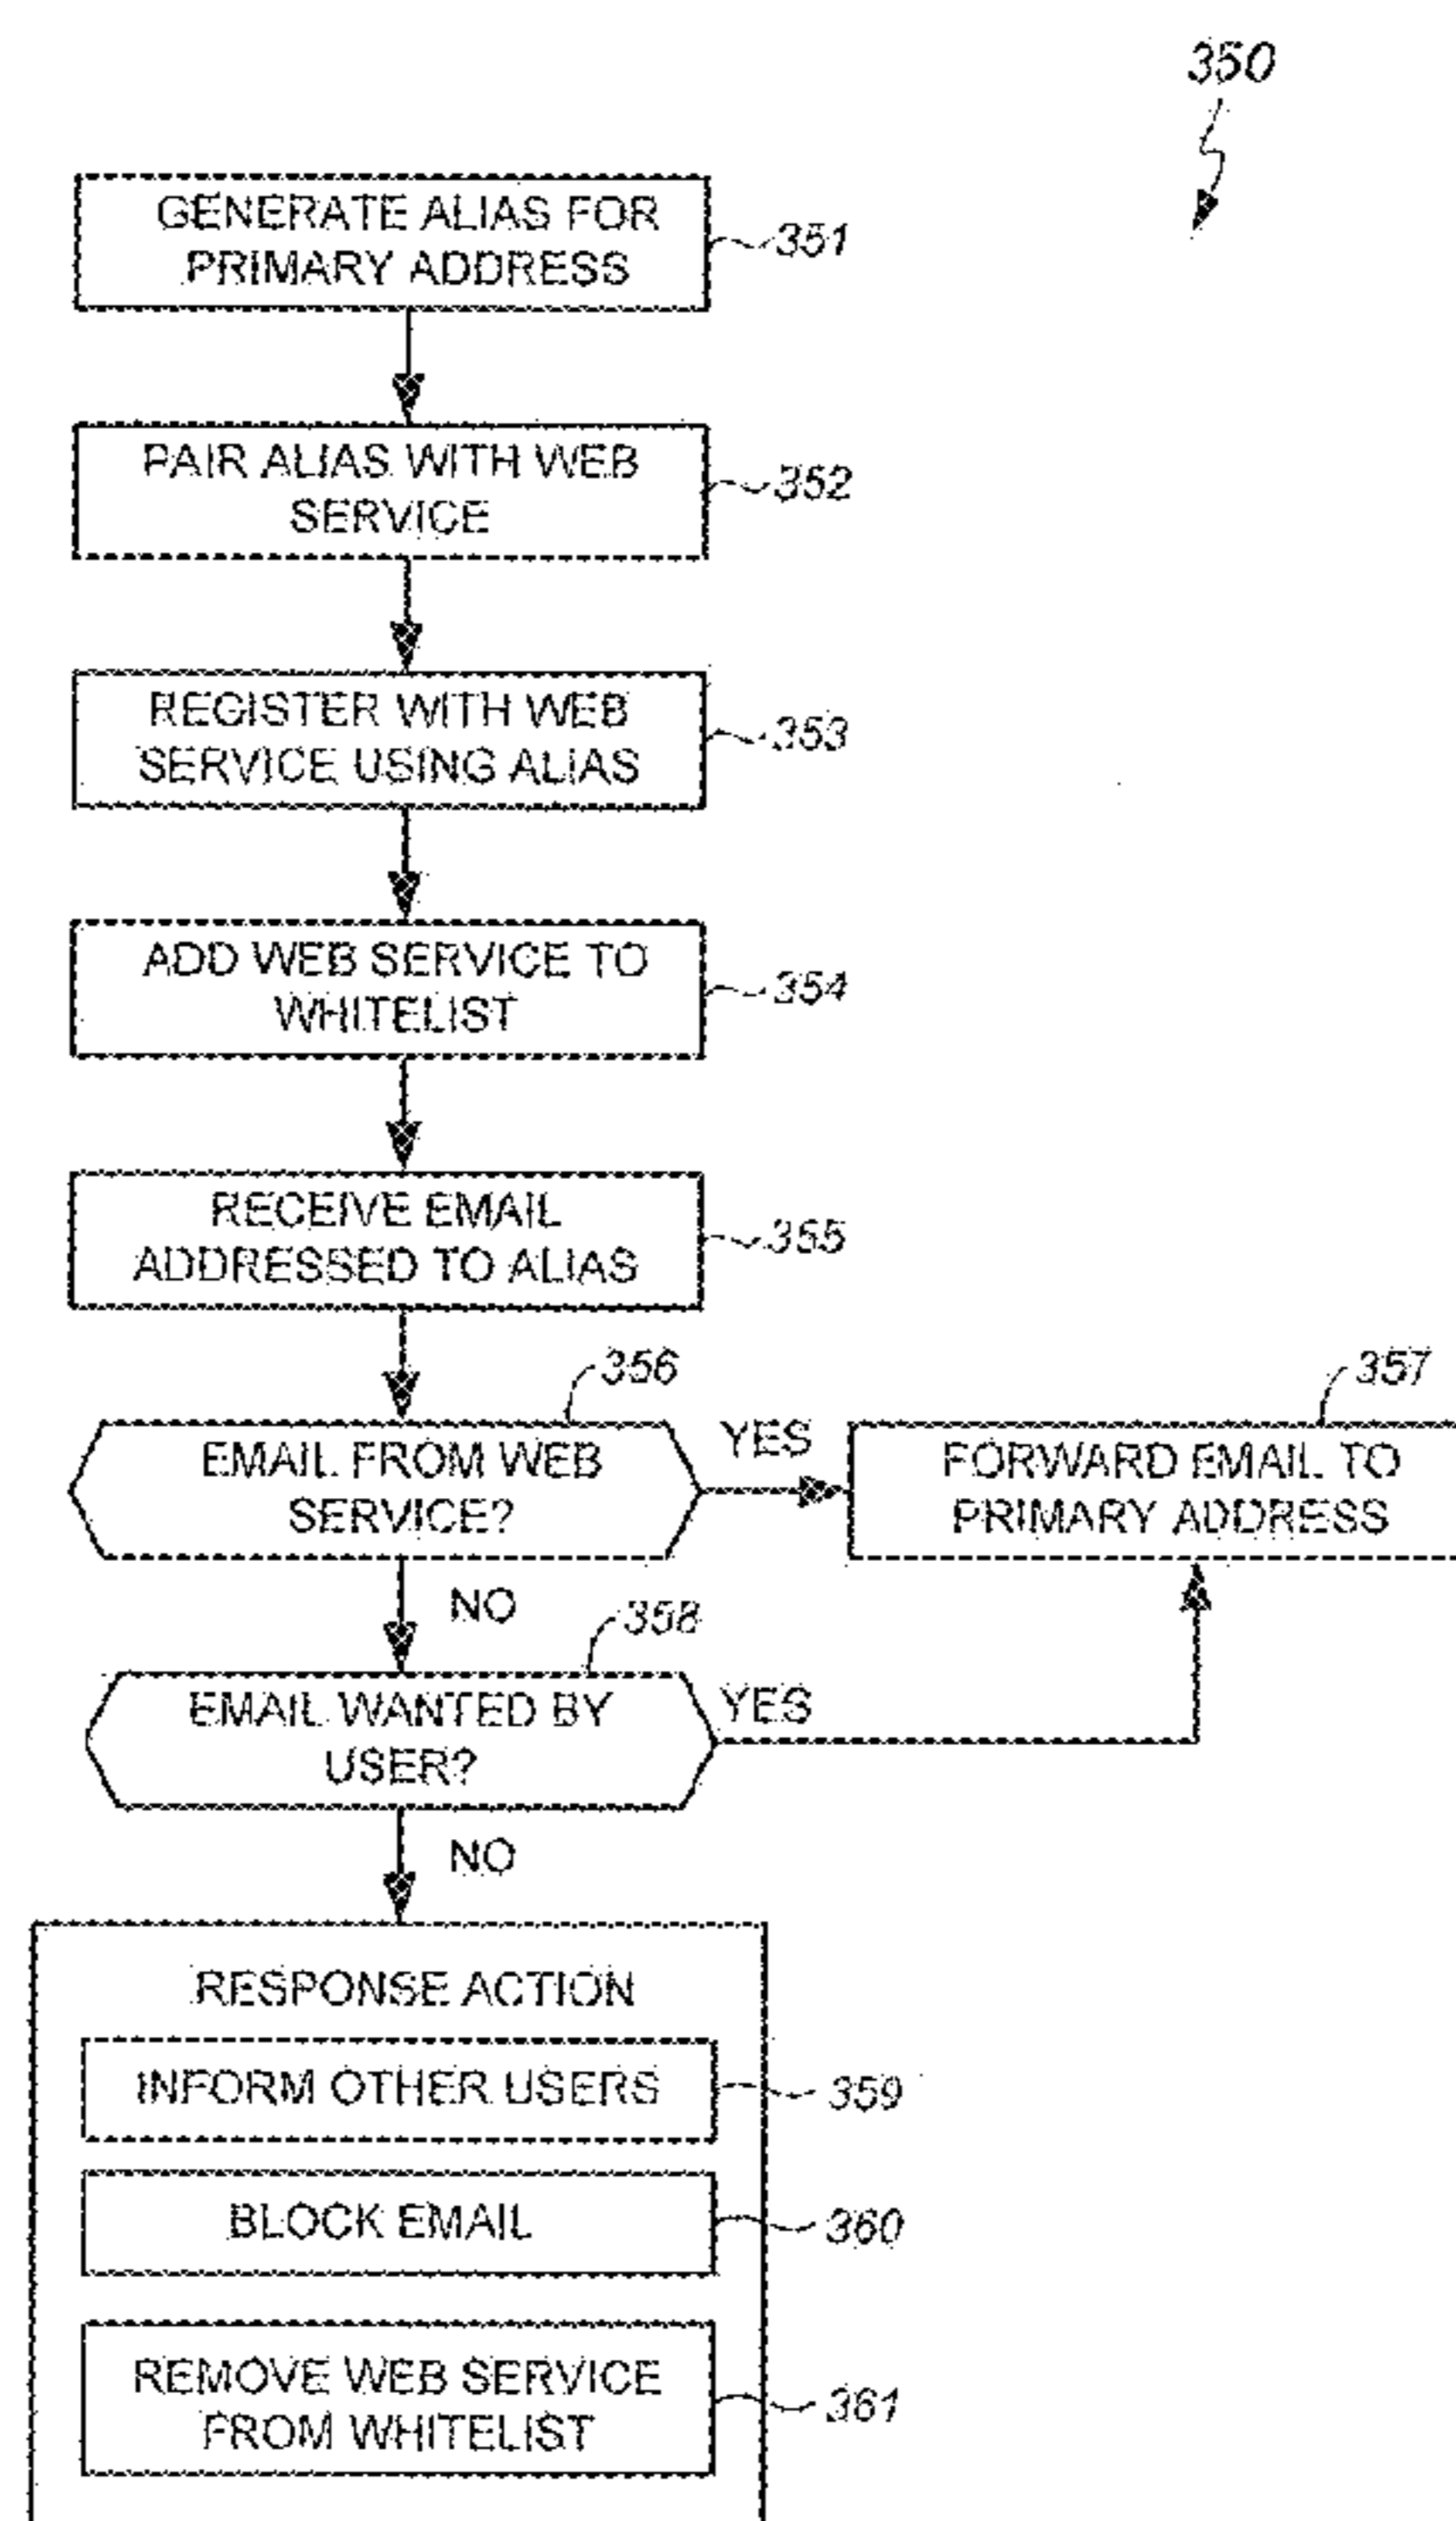 350
GENERATE ALIAS FOR
PRIMARY ADDRESS
351
PAIR ALIAS WITH WEB
SERVICE
352
REGISTER WITH WEB
SERVICE USING ALIAS
353
ADD WEB SERVICE TO
WHITELIST
354
RECEIVE EMAIL
ADDRESSED TO ALIAS
355
356
EMAIL FROM WEB
SERVICE?
YES
357
FORWARD EMAIL TO
PRIMARY ADDRESS
NO
358
EMAIL WANTED BY
USER?
YES
NO
RESPONSE ACTION
INFORM OTHER USERS
359
BLOCK EMAIL
360
REMOVE WEB SERVICE
FROM WHITELIST
361